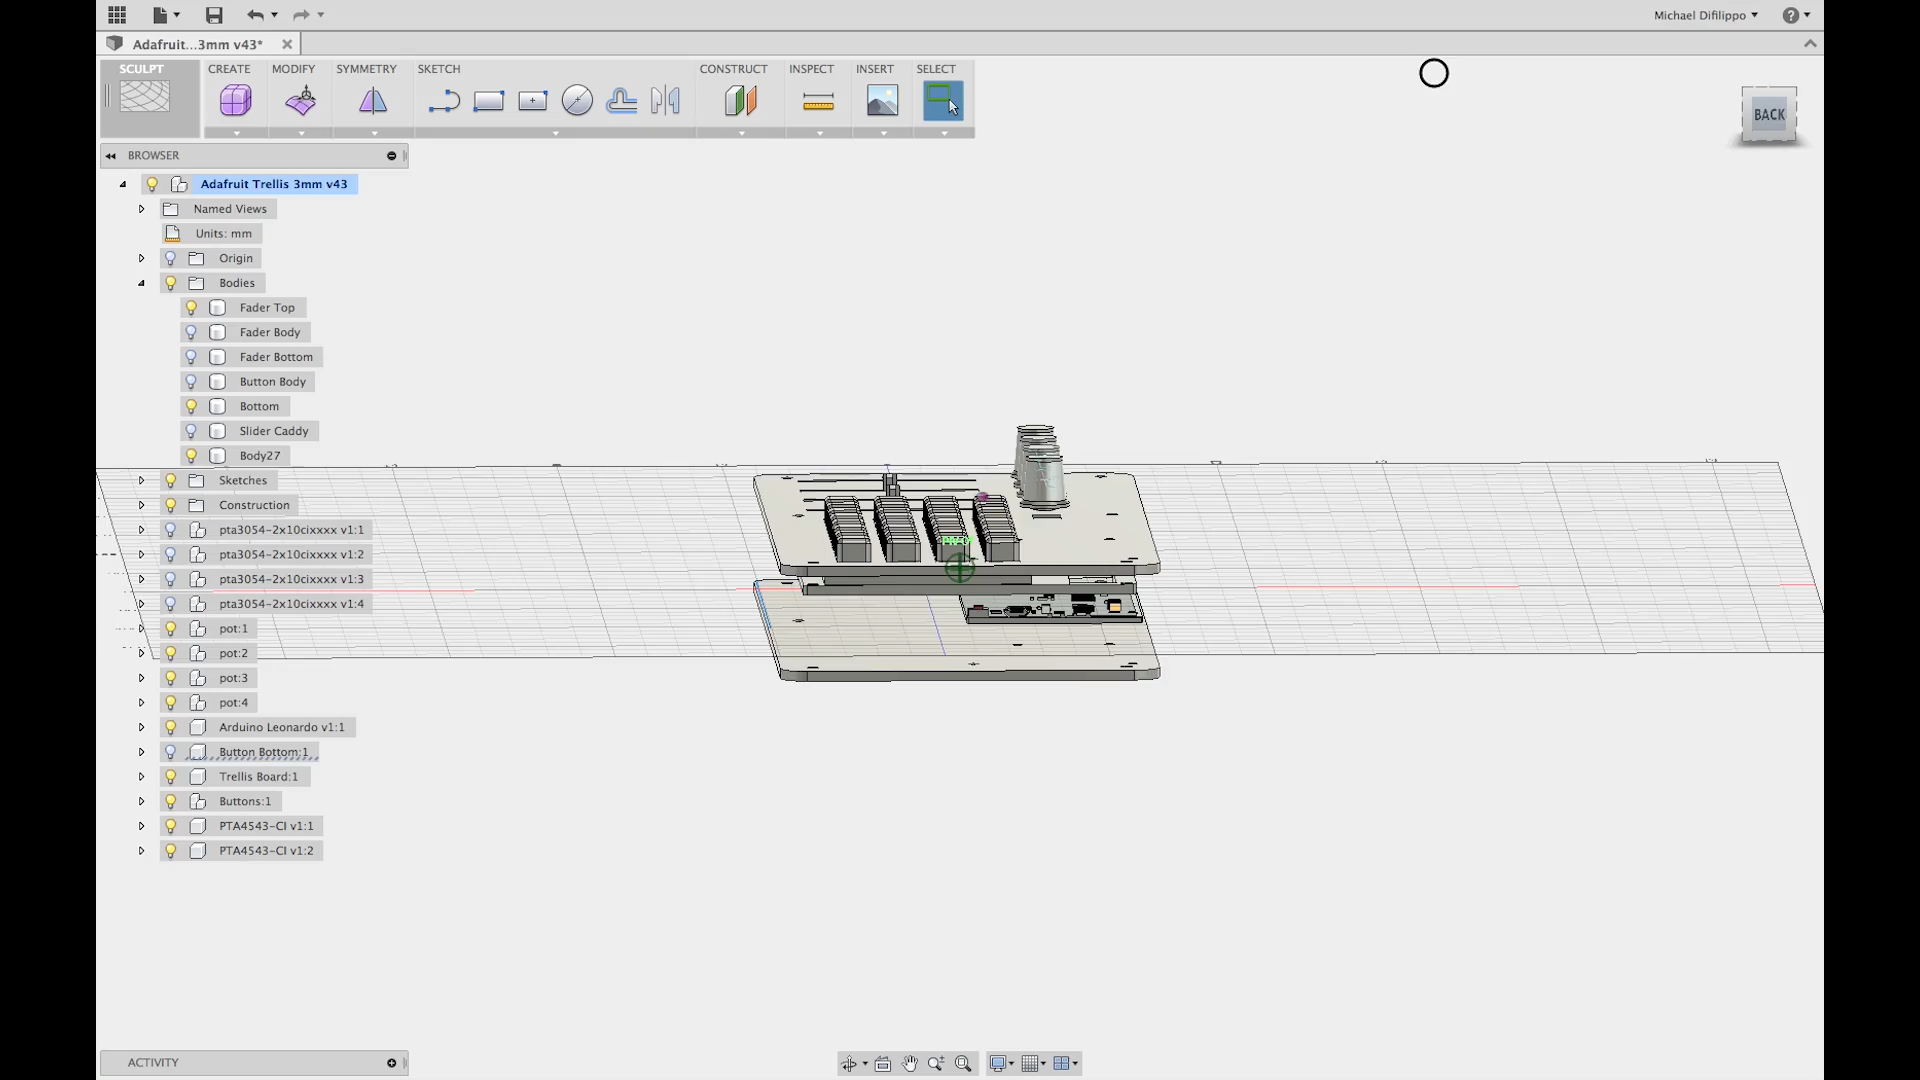 Michael Difilippo
Adafruit...3mm v43*
SCULPT
CREATE
MODIFY
SYMMETRY
SKETCH
CONSTRUCT
INSPECT
INSERT
SELECT
BACK
BROWSER
Adafruit Trellis 3mm v43
Named Views
Units: mm
Origin
Bodies
Fader Top
Fader Body
Fader Bottom
Button Body
Bottom
Slider Caddy
Body27
Sketches
Construction
pta3054-2x10cixxxx v1:1
pta3054-2x10cixxxx v1:2
pta3054-2x10cixxxx v1:3
pta3054-2x10cixxxx v1:4
pot:1
pot:2
pot:3
pot:4
Arduino Leonardo v1:1
Button Bottom:1
Trellis Board:1
Buttons:1
PTA4543-CI v1:1
PTA4543-CI v1:2
ACTIVITY